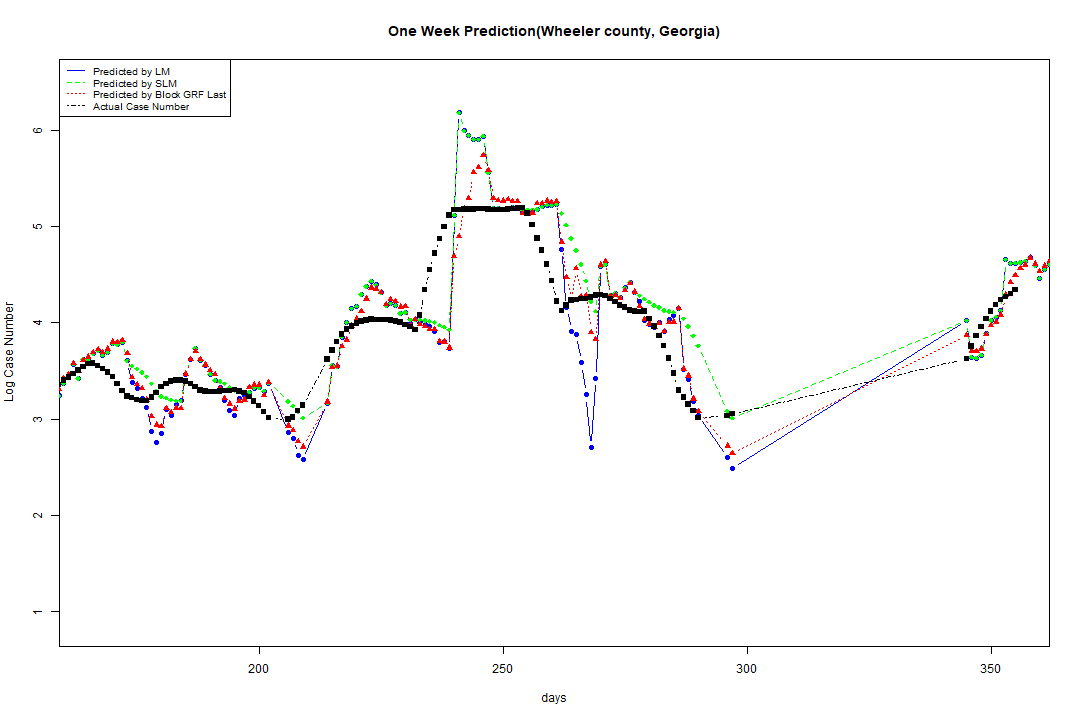 One Week Prediction(Wheeler county, Georgia)
Predicted by LM
Predicted by SLM
Predicted by Block GRF Last
Actual Case Number
6
5
4
3
2
1
Log Case Number
200 250 300 350
days